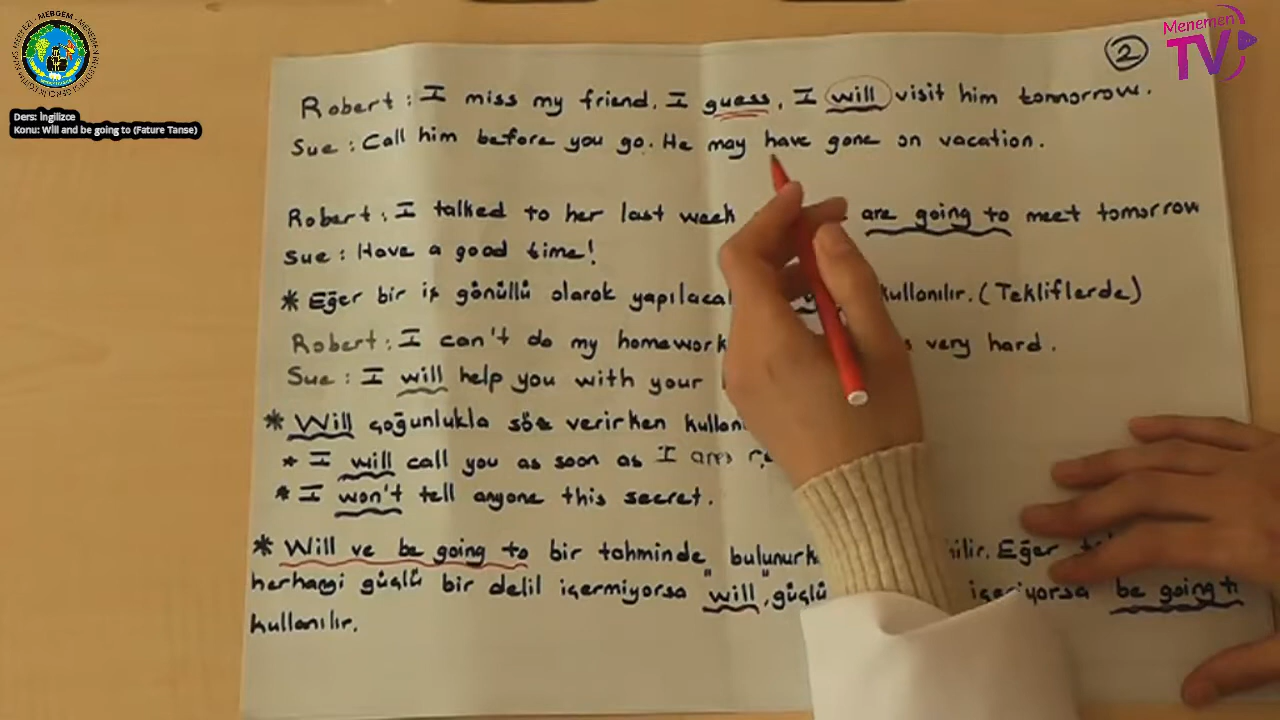 MEBGEM
Menemen
TV
Ders: İngilizce
Konu: Will and be going to (Fature Tanse)
2
Robert: I miss my friend. I guess, I will visit him tomorrow.
Sue: Call him before you go. He may have gone on vacation.
Robert: I talked to her last week are going to meet tomorrow
Sue: Have a good time!
* Eğer bir iş gönüllü olarak kullanılır. (Tekliflerde)
Robert: I can't do my homework very hard.
Sue: I will help you with your
* Will çoğunlukla söz verirken
* I will call you as soon as I am
* I won't tell anyone this secret.
* Will ve be going to bir tahminde Eğer
herhangi güçlü bir delil içermiyorsa will, güçlü içeriyorsa be going
kullanılır.